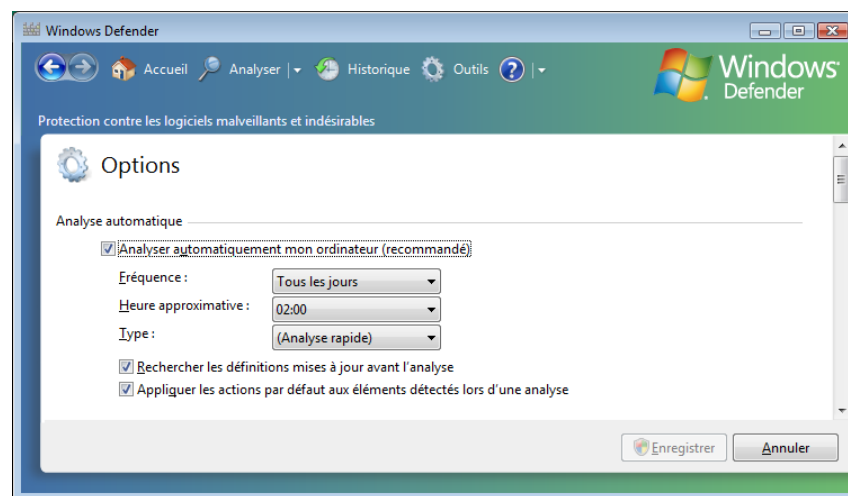 Windows Defender
Accueil Analyser Historique Outils ?
Windows Defender
Protection contre les logiciels malveillants et indésirables
Options
Analyse automatique
Analyser automatiquement mon ordinateur (recommandé)
Fréquence : Tous les jours
Heure approximative : 02:00
Type : (Analyse rapide)
Rechercher les définitions mises à jour avant l'analyse
Appliquer les actions par défaut aux éléments détectés lors d'une analyse
Enregistrer Annuler